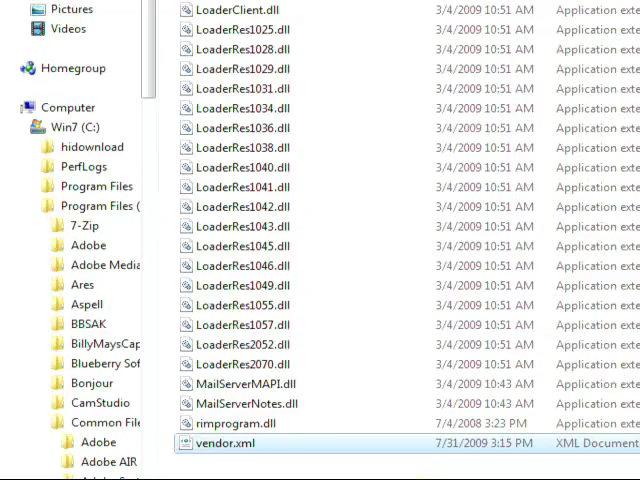 Pictures
Videos
Homegroup
Computer
Win7 (C:)
hidownload
PerfLogs
Program Files
Program Files (
7-Zip
Adobe
Adobe Media
Ares
Aspell
BBSAK
BillyMaysCap
Blueberry Sof
Bonjour
CamStudio
Common File
Adobe
Adobe AIR
LoaderClient.dll 3/4/2009 10:51 AM Application exte
LoaderRes1025.dll 3/4/2009 10:51 AM Application exte
LoaderRes1028.dll 3/4/2009 10:51 AM Application exte
LoaderRes1029.dll 3/4/2009 10:51 AM Application exte
LoaderRes1031.dll 3/4/2009 10:51 AM Application exte
LoaderRes1034.dll 3/4/2009 10:51 AM Application exte
LoaderRes1036.dll 3/4/2009 10:51 AM Application exte
LoaderRes1038.dll 3/4/2009 10:51 AM Application exte
LoaderRes1040.dll 3/4/2009 10:51 AM Application exte
LoaderRes1041.dll 3/4/2009 10:51 AM Application exte
LoaderRes1042.dll 3/4/2009 10:51 AM Application exte
LoaderRes1043.dll 3/4/2009 10:51 AM Application exte
LoaderRes1045.dll 3/4/2009 10:51 AM Application exte
LoaderRes1046.dll 3/4/2009 10:51 AM Application exte
LoaderRes1049.dll 3/4/2009 10:51 AM Application exte
LoaderRes1055.dll 3/4/2009 10:51 AM Application exte
LoaderRes1057.dll 3/4/2009 10:51 AM Application exte
LoaderRes2052.dll 3/4/2009 10:51 AM Application exte
LoaderRes2070.dll 3/4/2009 10:51 AM Application exte
MailServerMAPI.dll 3/4/2009 10:43 AM Application exte
MailServerNotes.dll 3/4/2009 10:43 AM Application exte
rimprogram.dll 7/4/2008 3:23 PM Application exte
vendor.xml 7/31/2009 3:15 PM XML Document